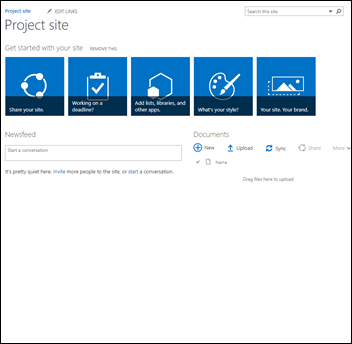 Project site EDIT LINKS Search this site
Project site
Get started with your site REMOVE THIS
Share your site.
Working on a
deadline?
Add lists, libraries, and
other apps.
What's your style?
Your site. Your brand.
Newsfeed
Start a conversation
It's pretty quiet here. Invite more people to the site, or start a conversation.
Documents
New Upload Sync Share More
Name
Drag files here to upload